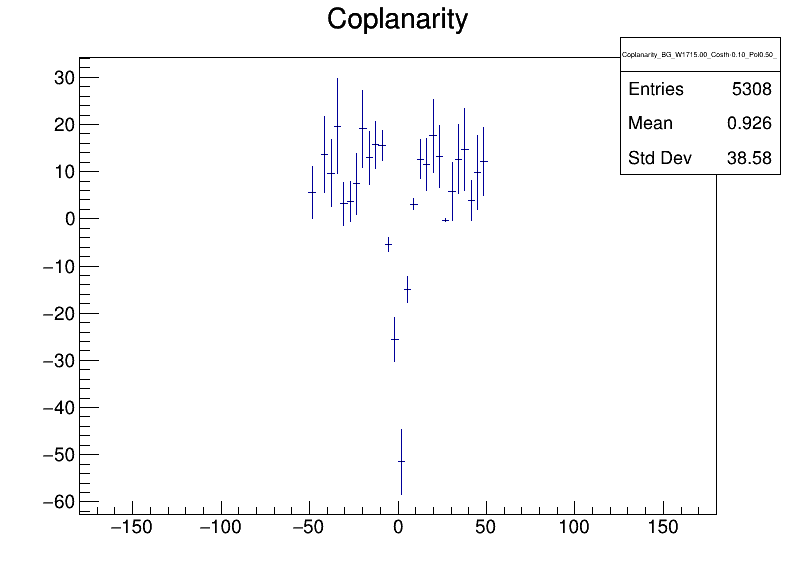 Coplanarity
Coplanarity_BG_W1715.00_Costh-0.10_Pol0.50_
Entries 5308
Mean 0.926
Std Dev 38.58
30
20
10
0
−10
−20
−30
−40
−50
−60
−150 −100 −50 0 50 100 150